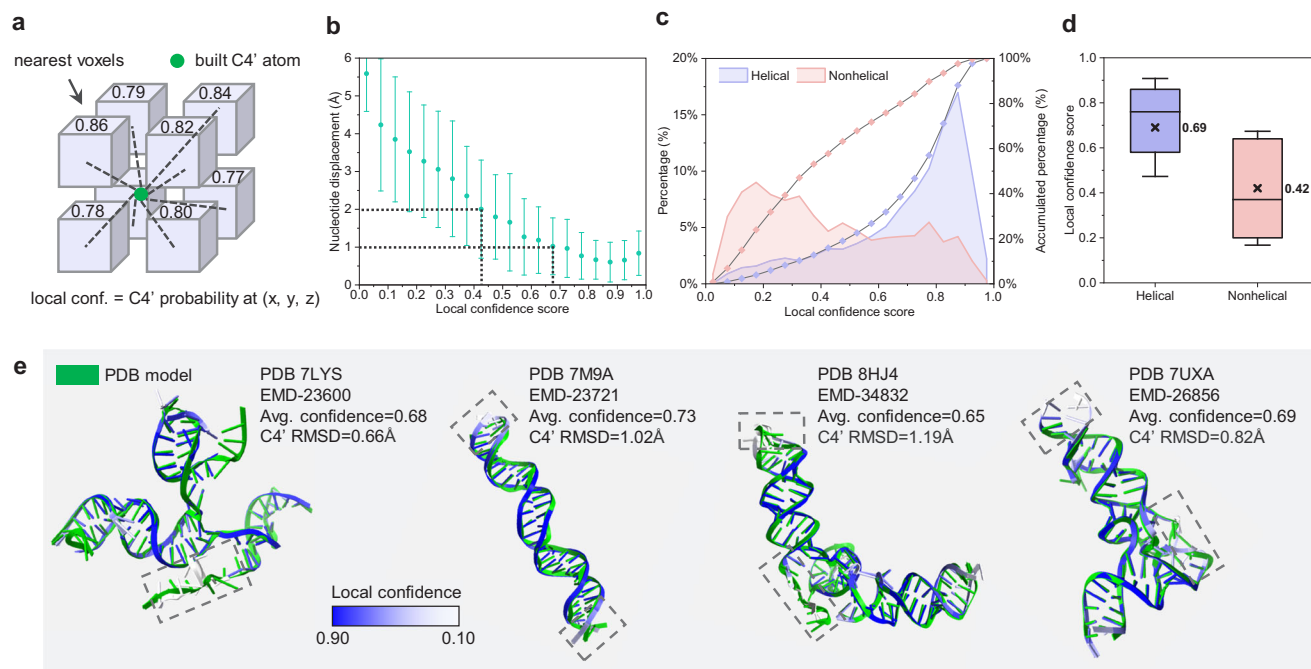 a
nearest voxels
built C4' atom
0.79
0.84
0.86
0.82
0.77
0.78
0.80
local conf. = C4' probability at (x, y, z)
b
Nucleotide displacement (Å)
6
5
4
3
2
1
0
0.0 0.1 0.2 0.3 0.4 0.5 0.6 0.7 0.8 0.9 1.0
Local confidence score
c
Percentage (%)
20%
15%
10%
5%
0%
Helical
Nonhelical
100%
80%
60%
40%
20%
0%
Accumulated percentage (%)
0.0 0.2 0.4 0.6 0.8 1.0
Local confidence score
d
Local confidence score
1.0
0.8
0.6
0.4
0.2
0.0
0.69
0.42
Helical Nonhelical
e
PDB model
PDB 7LYS
EMD-23600
Avg. confidence=0.68
C4' RMSD=0.66Å
PDB 7M9A
EMD-23721
Avg. confidence=0.73
C4' RMSD=1.02Å
PDB 8HJ4
EMD-34832
Avg. confidence=0.65
C4' RMSD=1.19Å
PDB 7UXA
EMD-26856
Avg. confidence=0.69
C4' RMSD=0.82Å
Local confidence
0.90 0.10